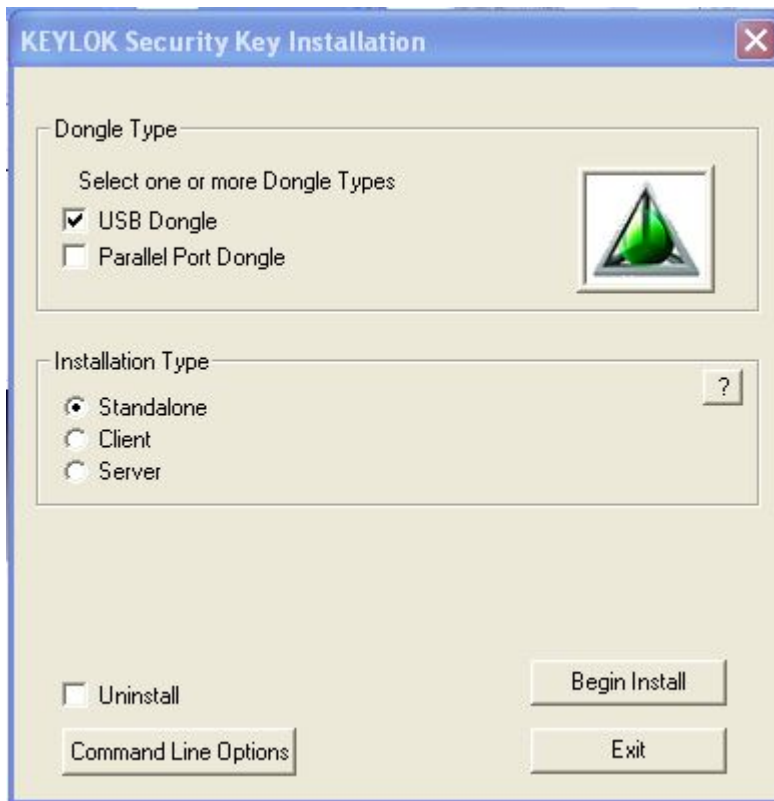 KEYLOK Security Key Installation
Dongle Type
Select one or more Dongle Types
USB Dongle
Parallel Port Dongle
Installation Type
?
Standalone
Client
Server
Uninstall
Begin Install
Command Line Options
Exit